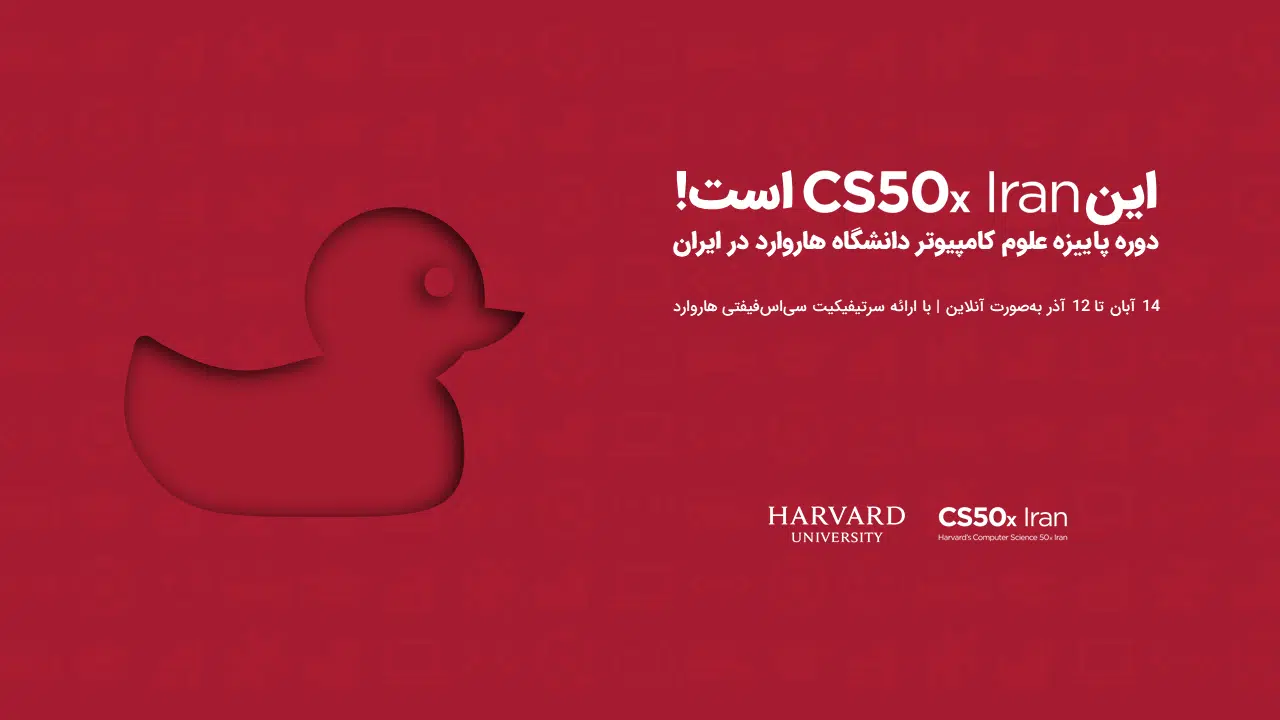 این CS50x Iran است!
دوره پاییزه علوم کامپیوتر دانشگاه هاروارد در ایران
14 آبان تا 12 آذر به‌صورت آنلاین | با ارائه سرتیفیکیت سی‌اس‌فیفتی هاروارد
HARVARD
UNIVERSITY
CS50x Iran
Harvard's Computer Science 50x Iran